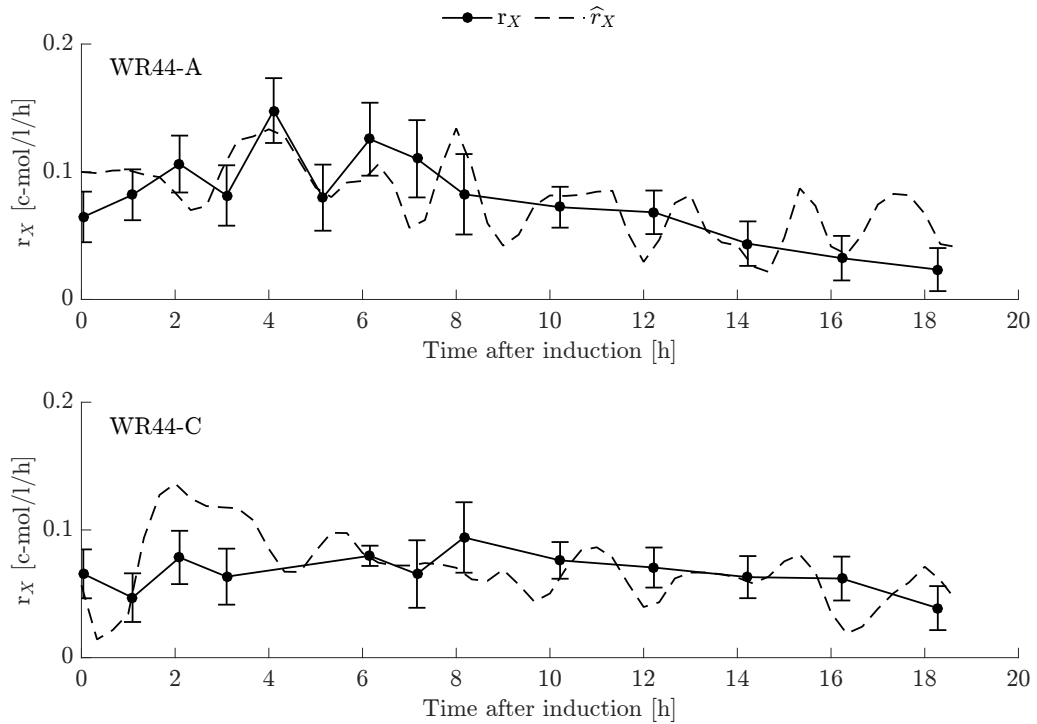 r_X r̂_X
WR44-A
r_X [c-mol/l/h]
0.2
0.1
0
0 2 4 6 8 10 12 14 16 18 20
Time after induction [h]
WR44-C
r_X [c-mol/l/h]
0.2
0.1
0
0 2 4 6 8 10 12 14 16 18 20
Time after induction [h]